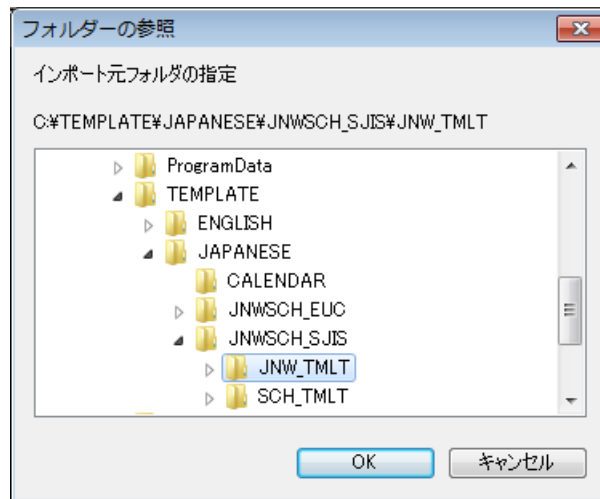 フォルダーの参照
インポート元フォルダの指定
C:¥TEMPLATE¥JAPANESE¥JNWSCH_SJIS¥JNW_TMLT
ProgramData
TEMPLATE
ENGLISH
JAPANESE
CALENDAR
JNWSCH_EUC
JNWSCH_SJIS
JNW_TMLT
SCH_TMLT
OK
キャンセル